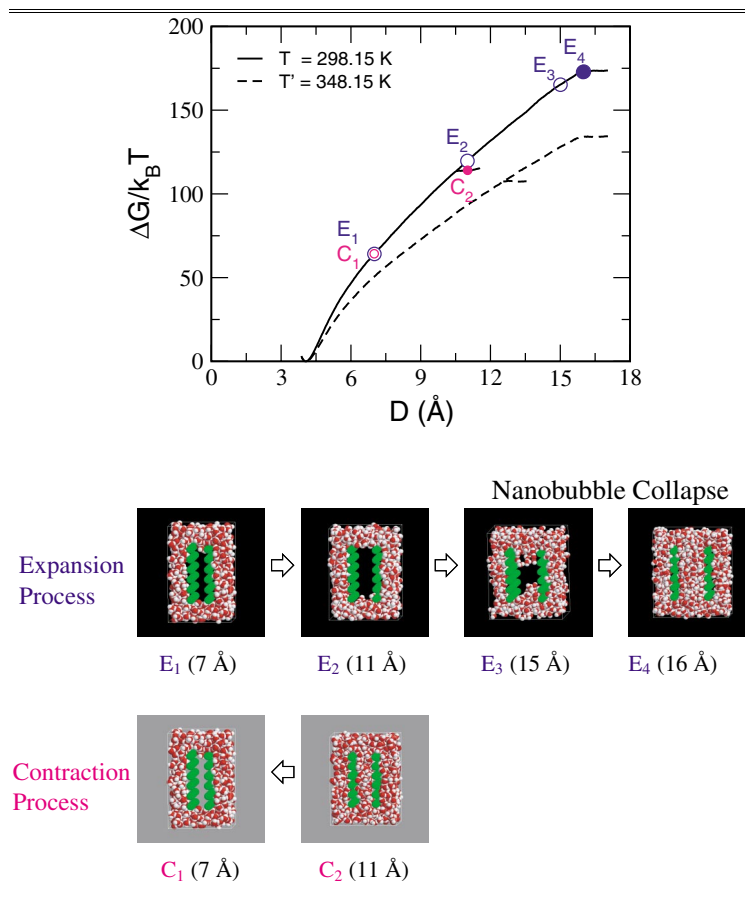 200
150
100
50
0
ΔG/k_BT
T = 298.15 K
T' = 348.15 K
E₁
C₁
E₂
C₂
E₃
E₄
0 3 6 9 12 15 18
D (Å)
Nanobubble Collapse
Expansion
Process
E₁ (7 Å) E₂ (11 Å) E₃ (15 Å) E₄ (16 Å)
Contraction
Process
C₁ (7 Å) C₂ (11 Å)